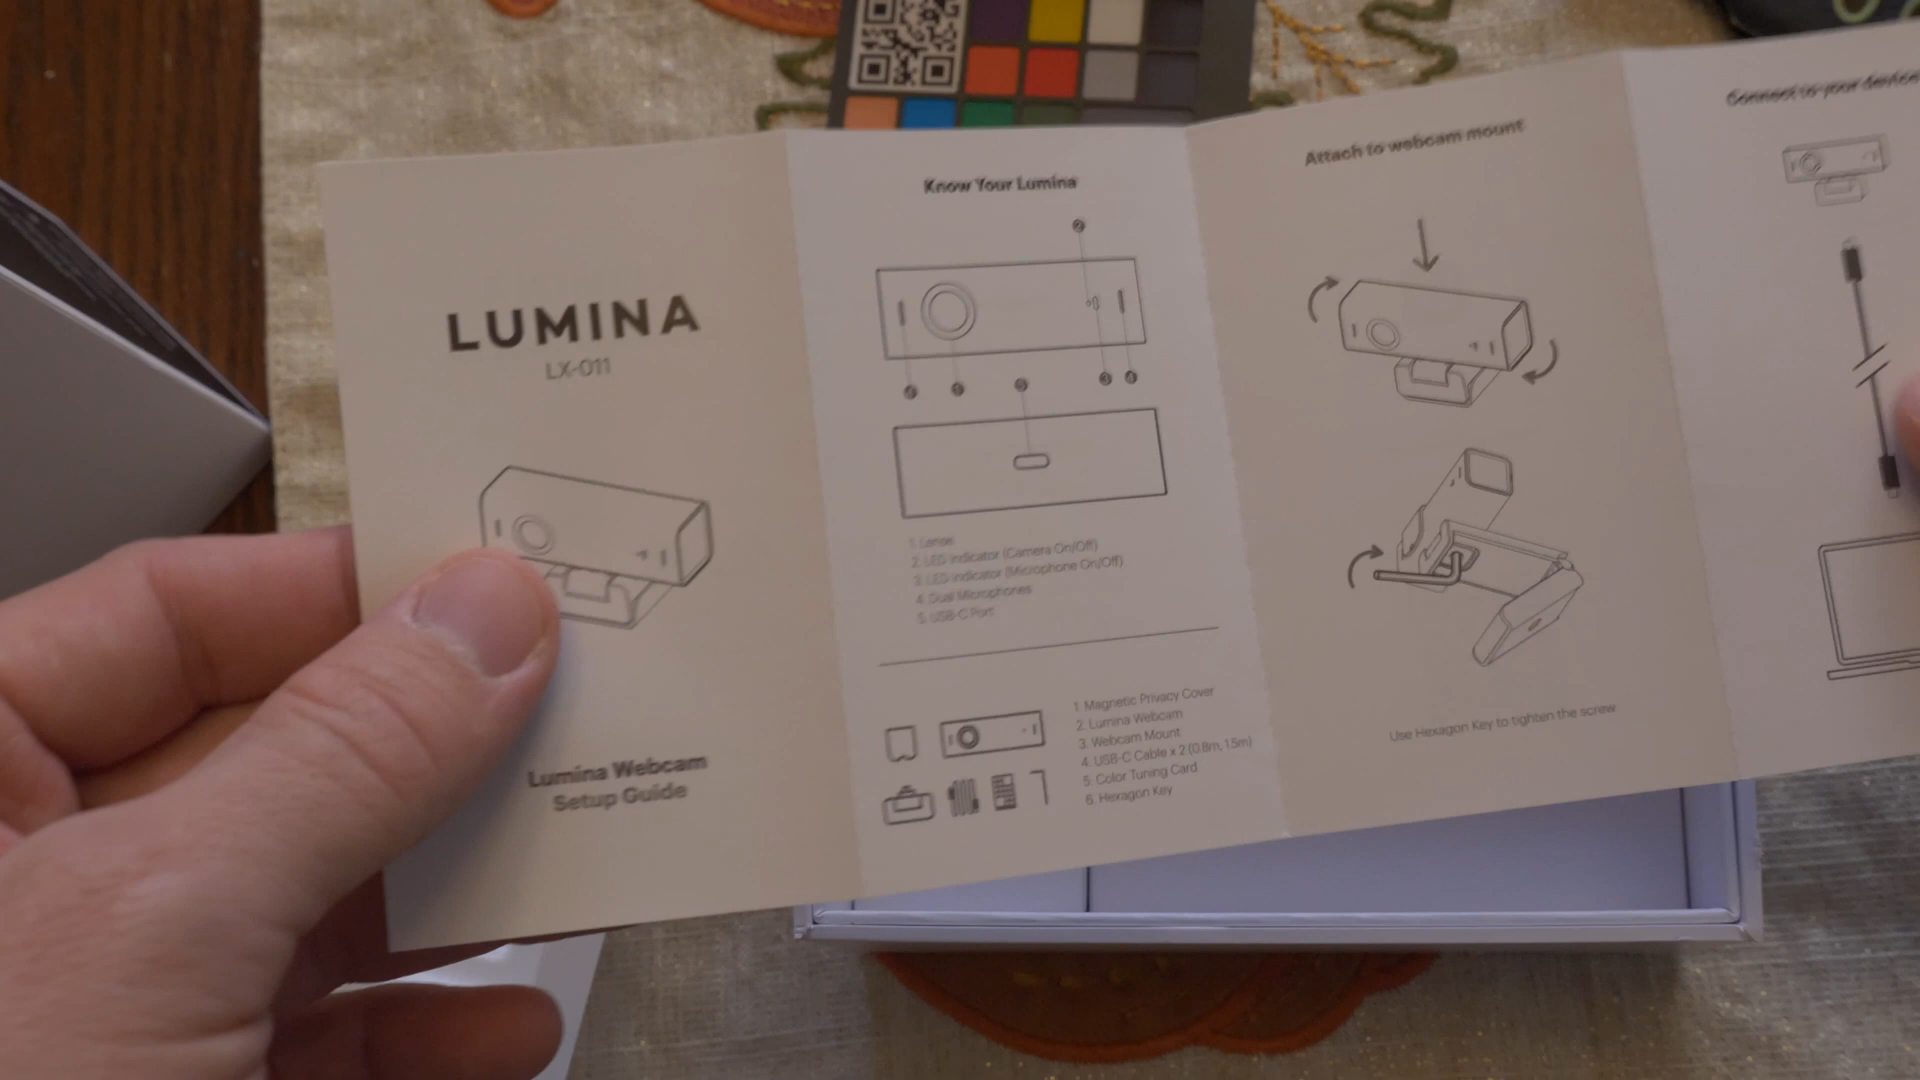 LUMINA
LX-011
Lumina Webcam
Setup Guide
Know Your Lumina
1. Lense
2. LED indicator (Camera On/Off)
3. LED indicator (Microphone On/Off)
4. Dual Microphones
5. USB-C Port
1. Magnetic Privacy Cover
2. Lumina Webcam
3. Webcam Mount
4. USB-C Cable x 2 (0.8m, 1.5m)
5. Color Tuning Card
6. Hexagon Key
Attach to webcam mount
Use Hexagon Key to tighten the screw
Connect to your device